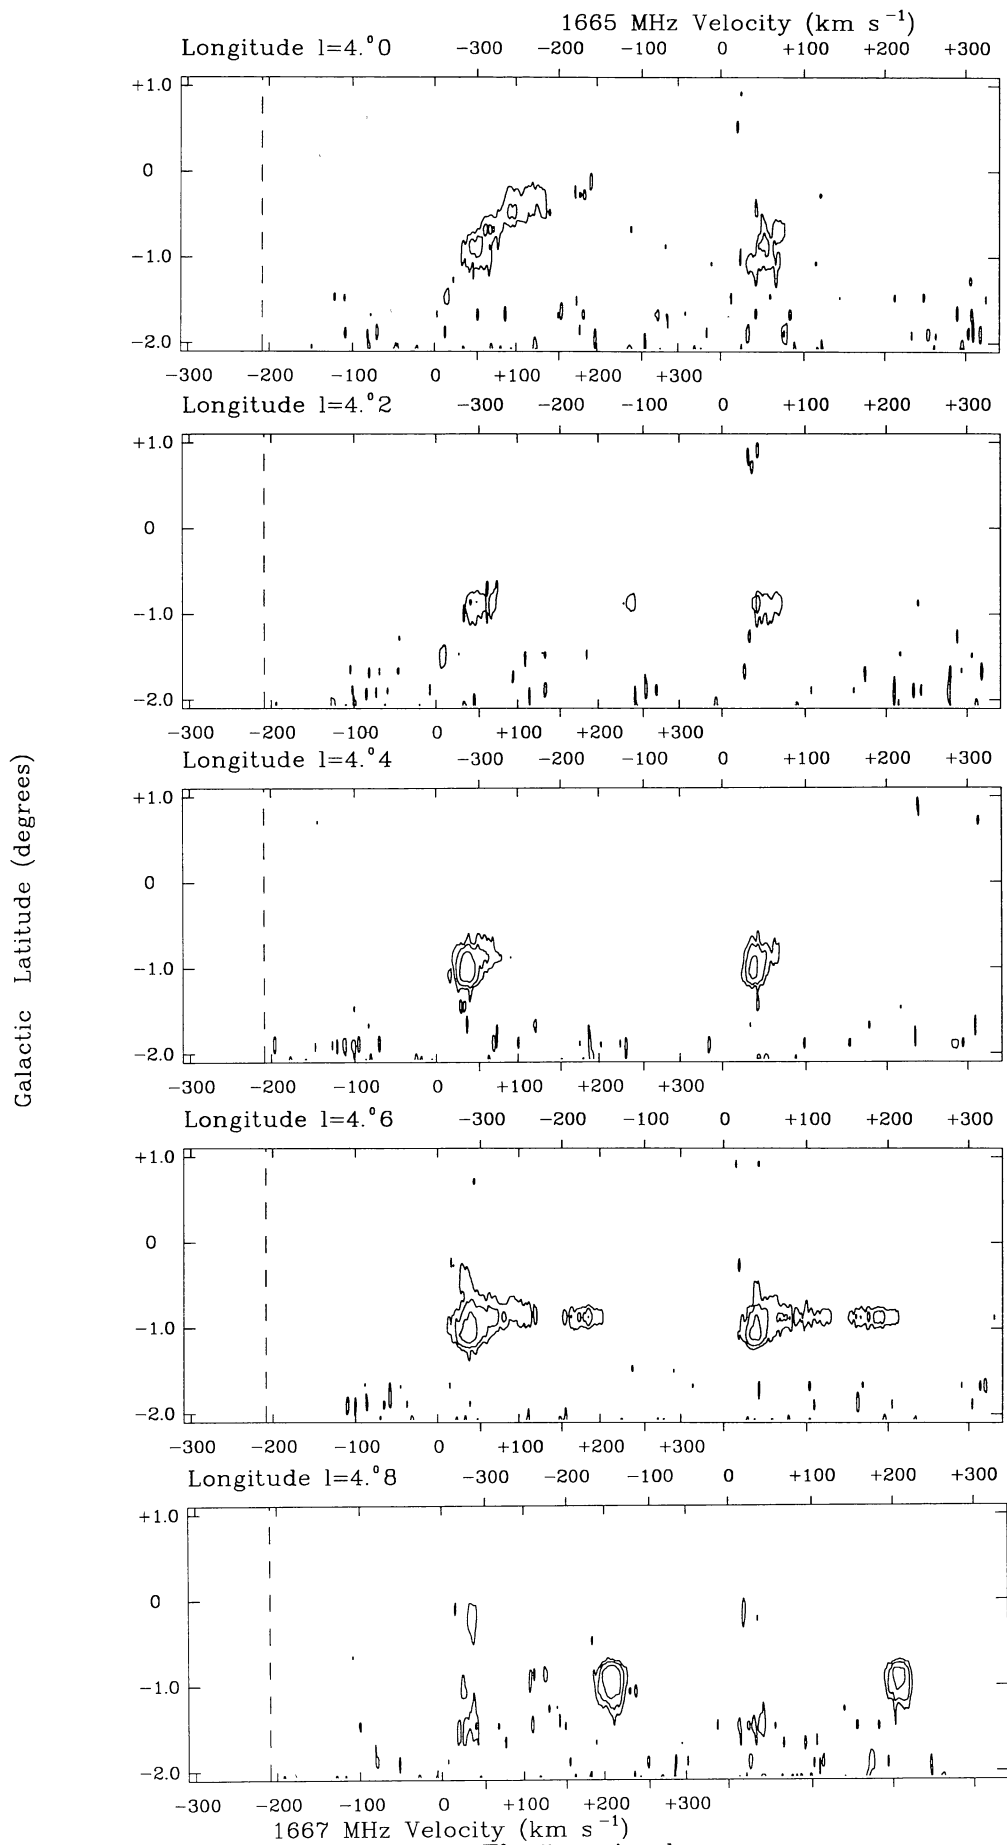 1665 MHz Velocity (km s⁻¹)
Longitude l=4.°0 -300 -200 -100 0 +100 +200 +330
+1.0
0
-1.0
-2.0
-300 -200 -100 0 +100 +200 +300
Longitude l=4.°2 -300 -200 -100 0 +100 +200 +330
+1.0
0
-1.0
-2.0
-300 -200 -100 0 +100 +200 +300
Longitude l=4.°4 -300 -200 -100 0 +100 +200 +300
+1.0
0
-1.0
-2.0
-300 -200 -100 0 +100 +200 +300
Longitude l=4.°6 -300 -200 -100 0 +100 +200 +300
+1.0
0
-1.0
-2.0
-300 -200 -100 0 +100 +200 +300
Longitude l=4.°8 -300 -200 -100 0 +100 +200 +300
+1.0
0
-1.0
-2.0
-300 -200 -100 0 +100 +200 +300
1667 MHz Velocity (km s⁻¹)
Galactic Latitude (degrees)